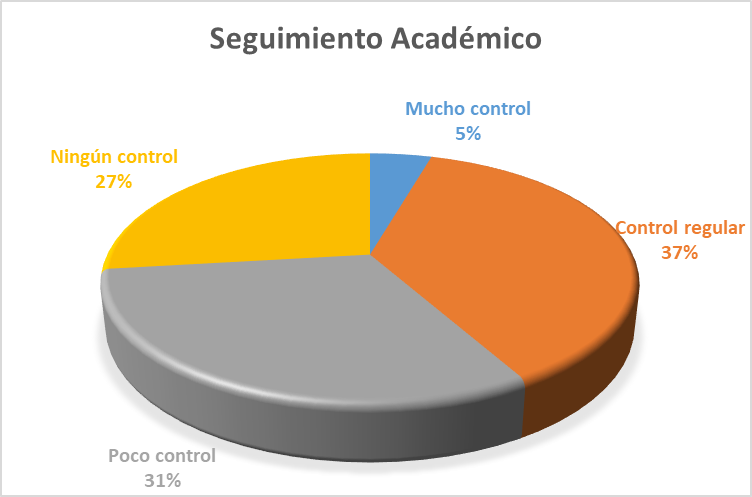 Seguimiento Académico
Mucho control
5%
Ningún control
27%
Control regular
37%
Poco control
31%